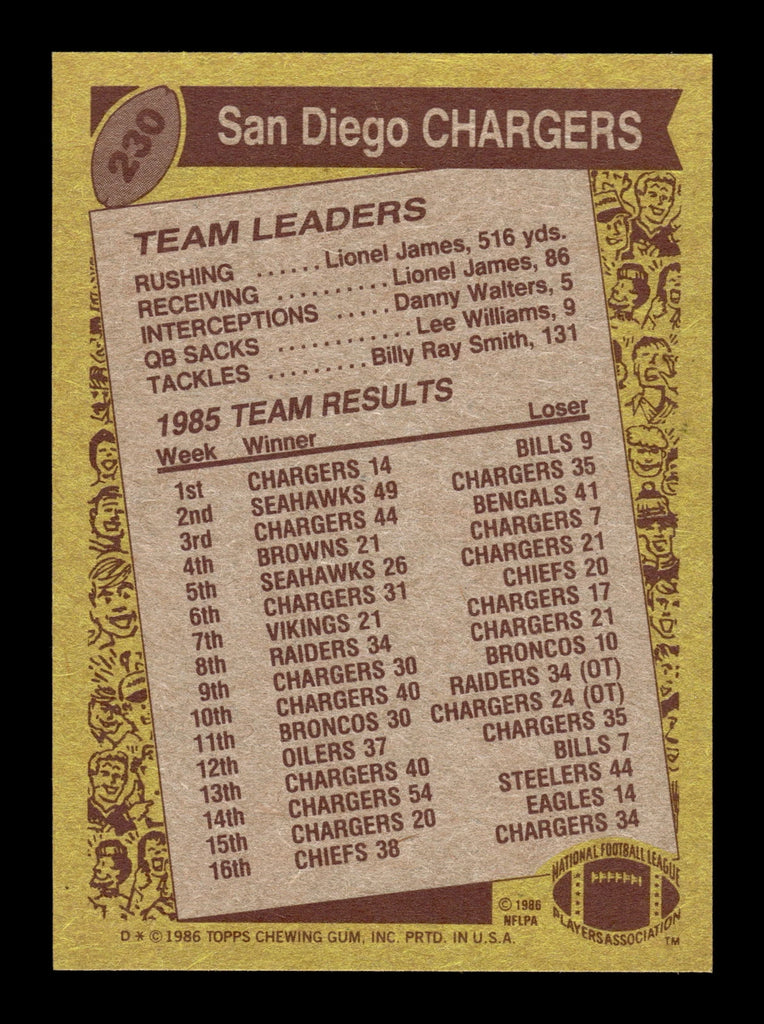 230
San Diego CHARGERS
TEAM LEADERS
RUSHING ...... Lionel James, 516 yds.
RECEIVING .......... Lionel James, 86
INTERCEPTIONS ..... Danny Walters, 5
QB SACKS ............ Lee Williams, 9
TACKLES ......... Billy Ray Smith, 131
1985 TEAM RESULTS
Week Winner Loser
1st CHARGERS 14 BILLS 9
2nd SEAHAWKS 49 CHARGERS 35
3rd CHARGERS 44 BENGALS 41
4th BROWNS 21 CHARGERS 7
5th SEAHAWKS 26 CHARGERS 21
6th CHARGERS 31 CHIEFS 20
7th VIKINGS 21 CHARGERS 17
8th RAIDERS 34 CHARGERS 21
9th CHARGERS 30 BRONCOS 10
10th CHARGERS 40 RAIDERS 34 (OT)
11th BRONCOS 30 CHARGERS 24 (OT)
12th OILERS 37 CHARGERS 35
13th CHARGERS 40 BILLS 7
14th CHARGERS 54 STEELERS 44
15th CHARGERS 20 EAGLES 14
16th CHIEFS 38 CHARGERS 34
© 1986
NFLPA
NATIONAL FOOTBALL LEAGUE
PLAYERS ASSOCIATION
TM
D * © 1986 TOPPS CHEWING GUM, INC. PRTD. IN U.S.A.